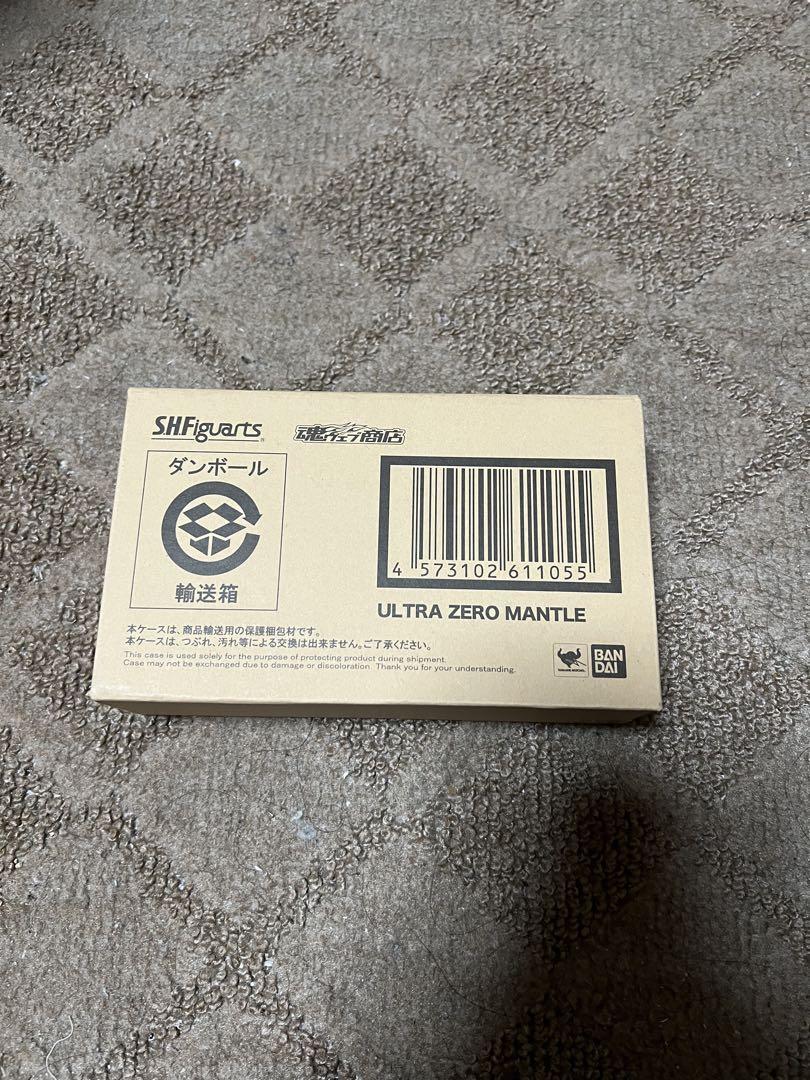 S.H.Figuarts
魂ウェブ商店
ダンボール
輸送箱
4 573102 611055
ULTRA ZERO MANTLE
本ケースは、商品輸送用の保護梱包材です。
本ケースは、つぶれ、汚れ等による交換は出来ません。ご了承ください。
This case is used solely for the purpose of protecting product during shipment.
Case may not be exchanged due to damage or discoloration. Thank you for your understanding.
BAN
DAI